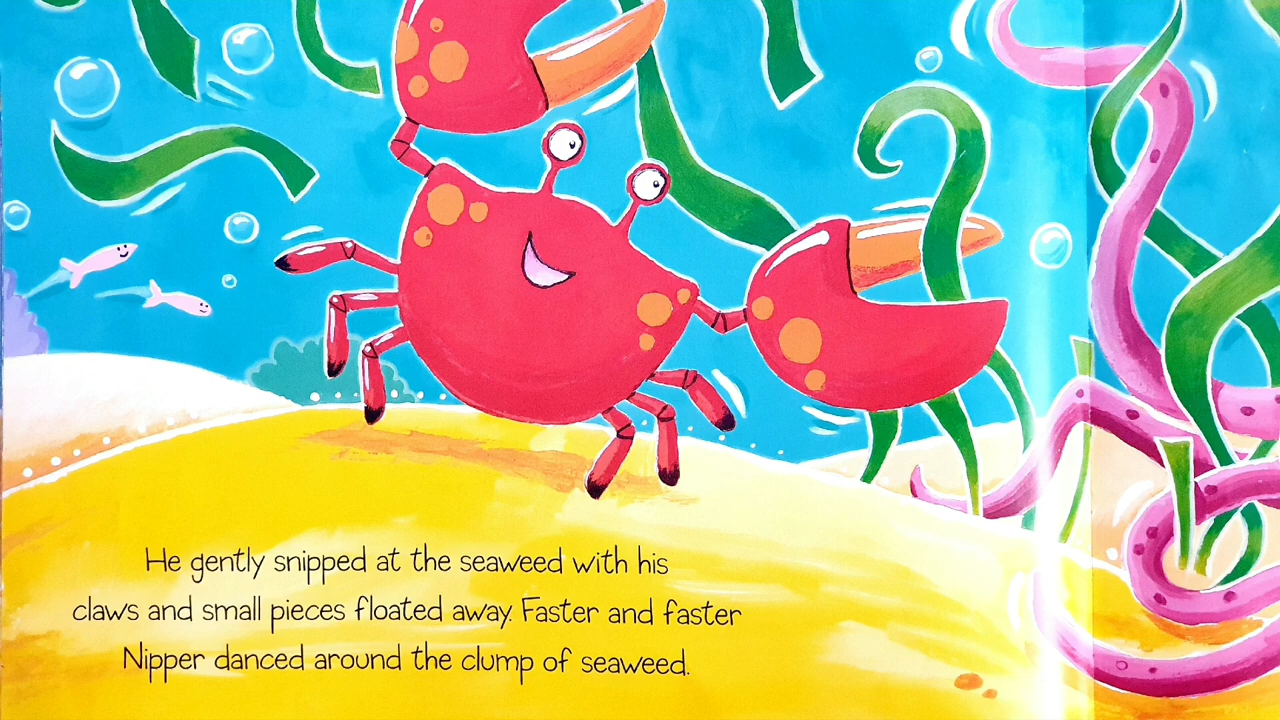 He gently snipped at the seaweed with his
claws and small pieces floated away. Faster and faster
Nipper danced around the clump of seaweed.